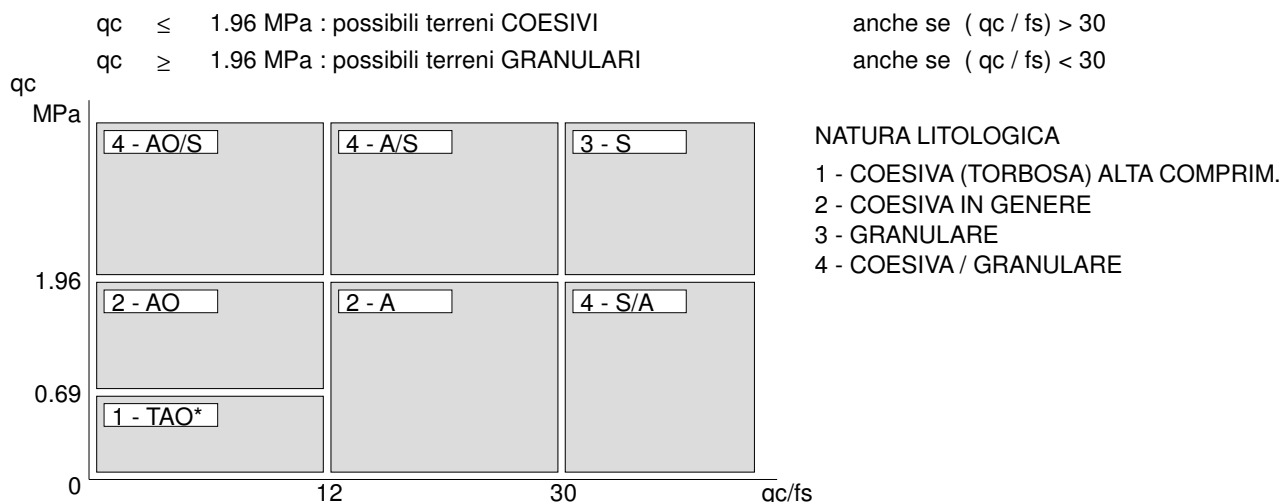 qc ≤ 1.96 MPa : possibili terreni COESIVI anche se ( qc / fs) > 30
qc ≥ 1.96 MPa : possibili terreni GRANULARI anche se ( qc / fs) < 30
qc
MPa
4 - AO/S 4 - A/S 3 - S
NATURA LITOLOGICA
1 - COESIVA (TORBOSA) ALTA COMPRIM.
2 - COESIVA IN GENERE
3 - GRANULARE
4 - COESIVA / GRANULARE
1.96
2 - AO 2 - A 4 - S/A
0.69
1 - TAO*
0
12 30 qc/fs